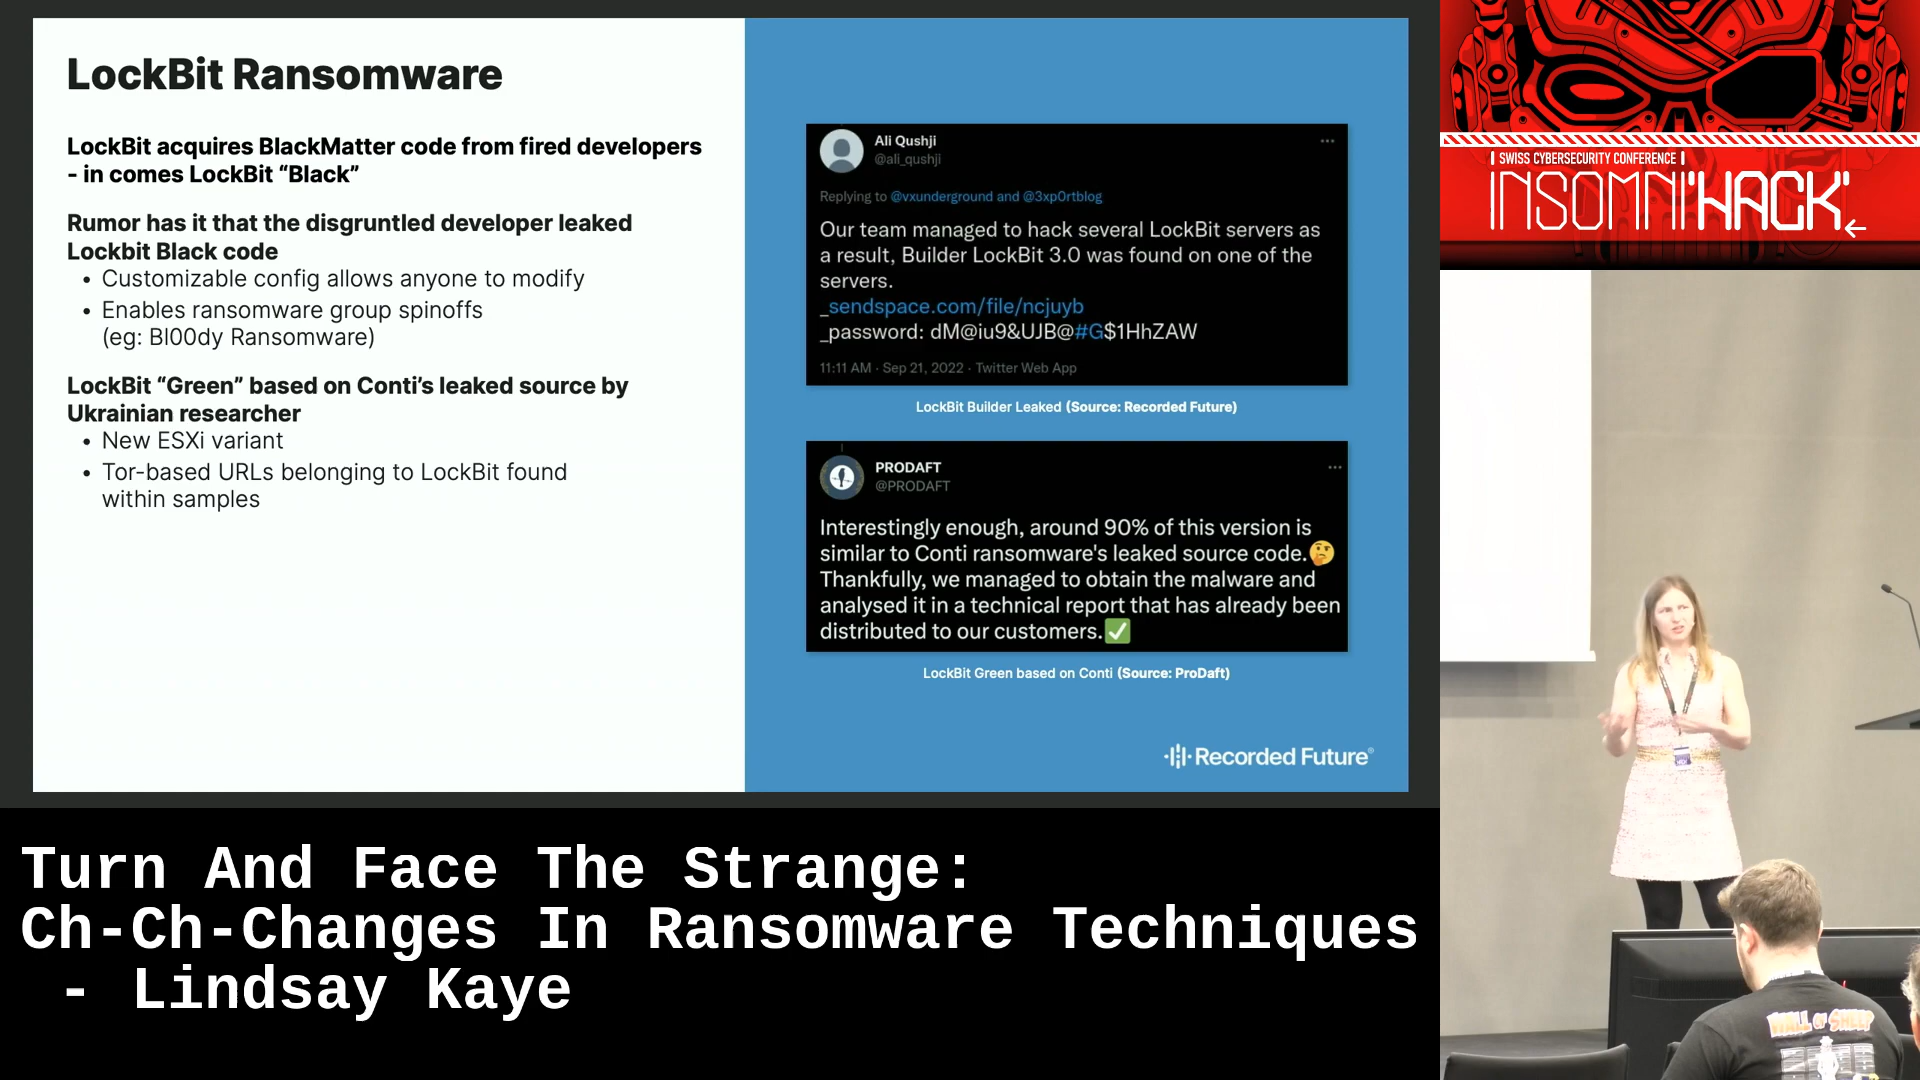 LockBit Ransomware
LockBit acquires BlackMatter code from fired developers
- in comes LockBit “Black”
Rumor has it that the disgruntled developer leaked
Lockbit Black code
• Customizable config allows anyone to modify
• Enables ransomware group spinoffs
(eg: Bl00dy Ransomware)
LockBit “Green” based on Conti’s leaked source by
Ukrainian researcher
• New ESXi variant
• Tor-based URLs belonging to LockBit found
within samples
Ali Qushji
@ali_qushji
Replying to @vxunderground and @3xp0rtblog
Our team managed to hack several LockBit servers as
a result, Builder LockBit 3.0 was found on one of the
servers.
_sendspace.com/file/ncjuyb
_password: dM@iu9&UJB@#G$1HhZAW
11:11 AM · Sep 21, 2022 · Twitter Web App
LockBit Builder Leaked (Source: Recorded Future)
PRODAFT
@PRODAFT
Interestingly enough, around 90% of this version is
similar to Conti ransomware's leaked source code.🤔
Thankfully, we managed to obtain the malware and
analysed it in a technical report that has already been
distributed to our customers.✅
LockBit Green based on Conti (Source: ProDaft)
Recorded Future®
SWISS CYBERSECURITY CONFERENCE
INSOMNI'HACK'
WALL OF SHEEP
Turn And Face The Strange:
Ch-Ch-Changes In Ransomware Techniques
- Lindsay Kaye